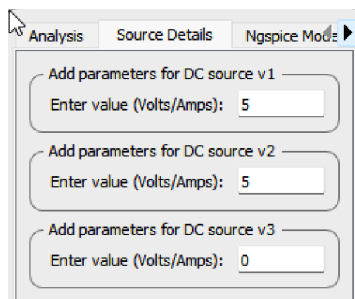 Analysis Source Details Ngspice Mode
Add parameters for DC source v1
Enter value (Volts/Amps): 5
Add parameters for DC source v2
Enter value (Volts/Amps): 5
Add parameters for DC source v3
Enter value (Volts/Amps): 0